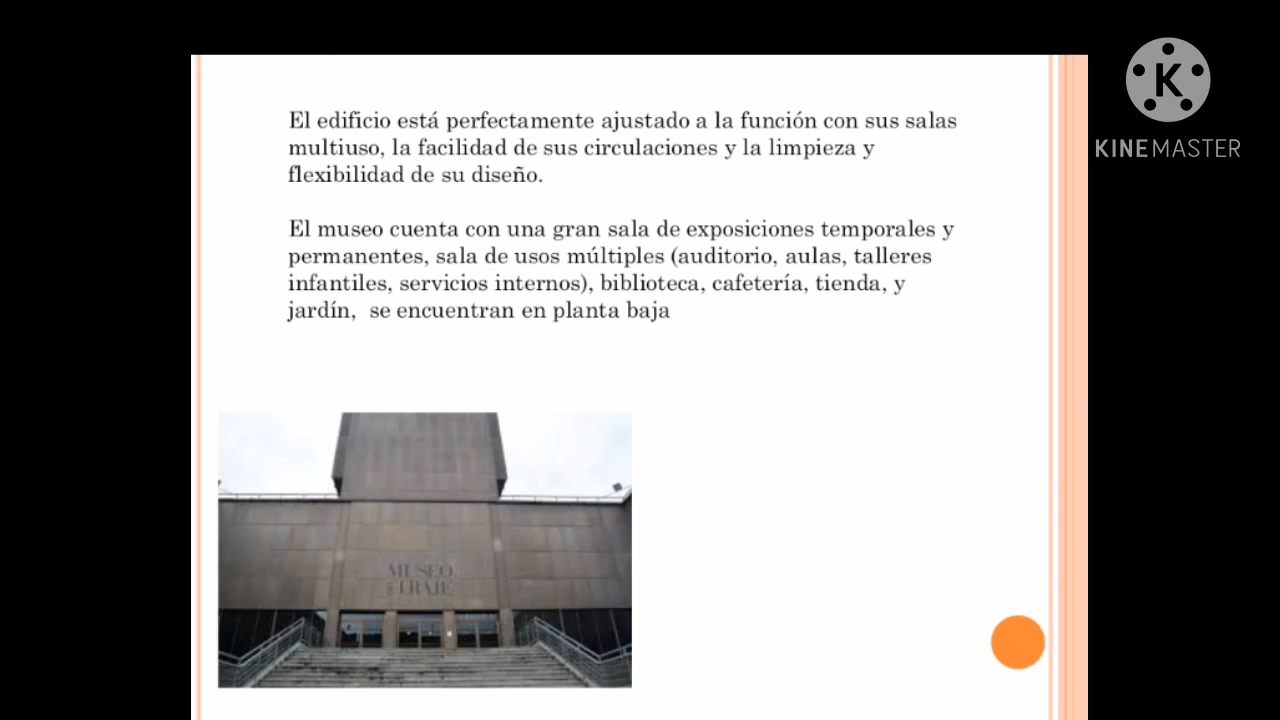 El edificio está perfectamente ajustado a la función con sus salas
multiuso, la facilidad de sus circulaciones y la limpieza y
flexibilidad de su diseño.
El museo cuenta con una gran sala de exposiciones temporales y
permanentes, sala de usos múltiples (auditorio, aulas, talleres
infantiles, servicios internos), biblioteca, cafetería, tienda, y
jardín, se encuentran en planta baja
MUSEO
DEL TRAJE
K
KINEMASTER